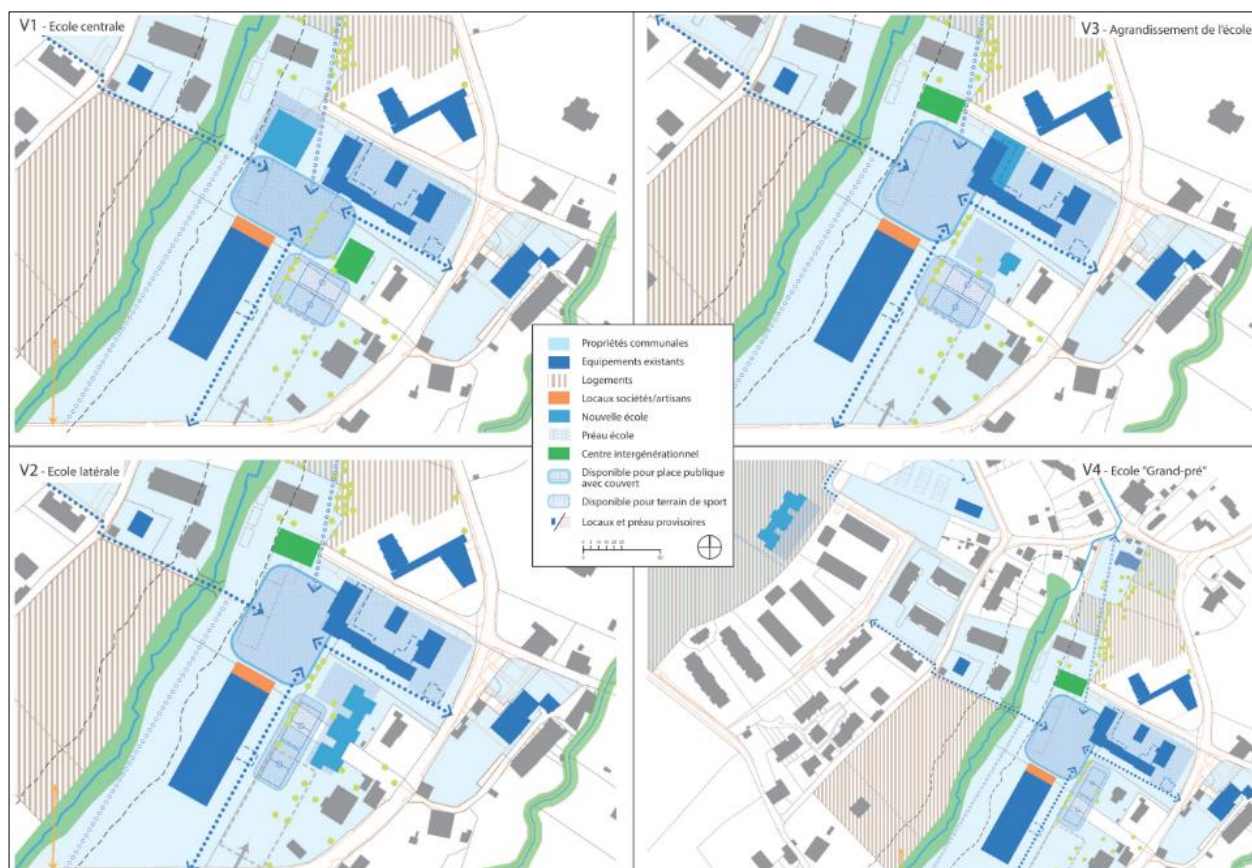 V1 - Ecole centrale
V3 - Agrandissement de l'école
Propriétés communales
Equipements existants
Logements
Locaux sociétés/artisans
Nouvelle école
Préau école
Centre intergénérationnel
Disponible pour place publique
avec couvert
Disponible pour terrain de sport
Locaux et préau provisoires
V2 - Ecole latérale
V4 - Ecole "Grand-pré"